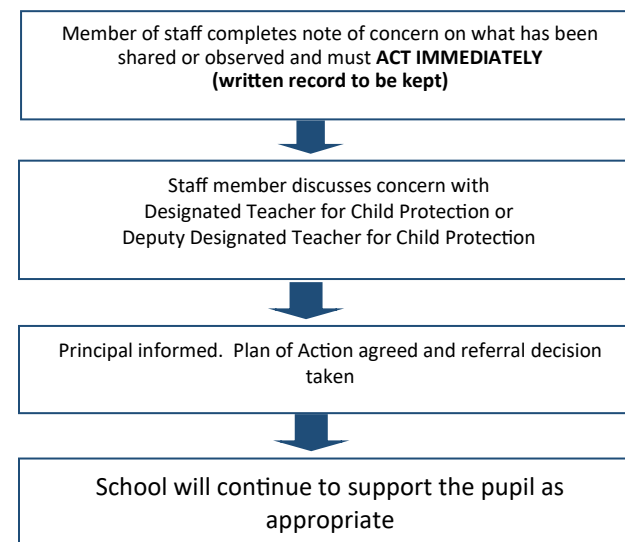 Member of staff completes note of concern on what has been
shared or observed and must ACT IMMEDIATELY
(written record to be kept)
Staff member discusses concern with
Designated Teacher for Child Protection or
Deputy Designated Teacher for Child Protection
Principal informed.  Plan of Action agreed and referral decision
taken
School will continue to support the pupil as
appropriate